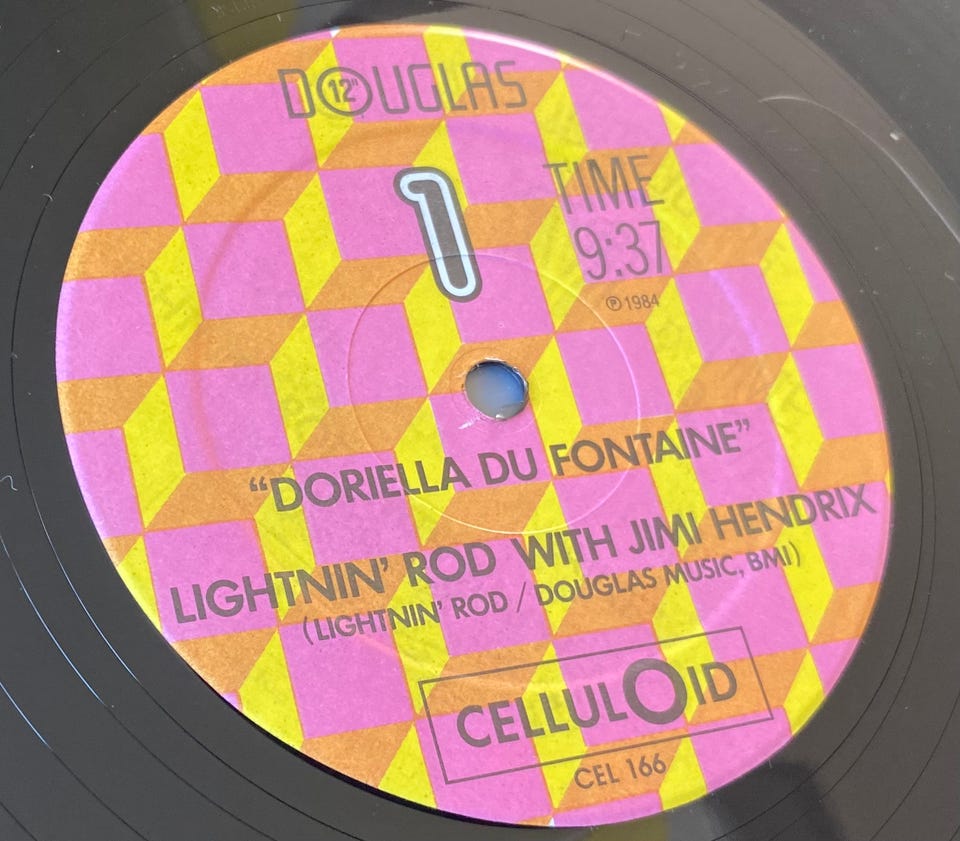 DOUGLAS
12"
1
TIME
9:37
℗ 1984
“DORIELLA DU FONTAINE”
LIGHTNIN’ ROD WITH JIMI HENDRIX
(LIGHTNIN’ ROD / DOUGLAS MUSIC, BMI)
CELLULOID
CEL 166